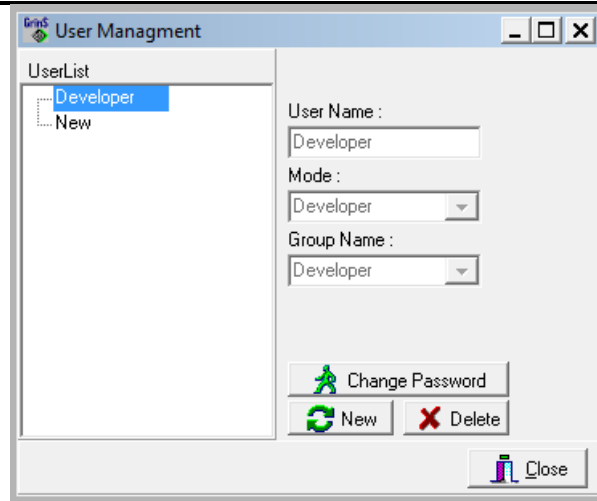 GrinS
User Managment
UserList
Developer
New
User Name :
Developer
Mode :
Developer
Group Name :
Developer
Change Password
New
Delete
Close